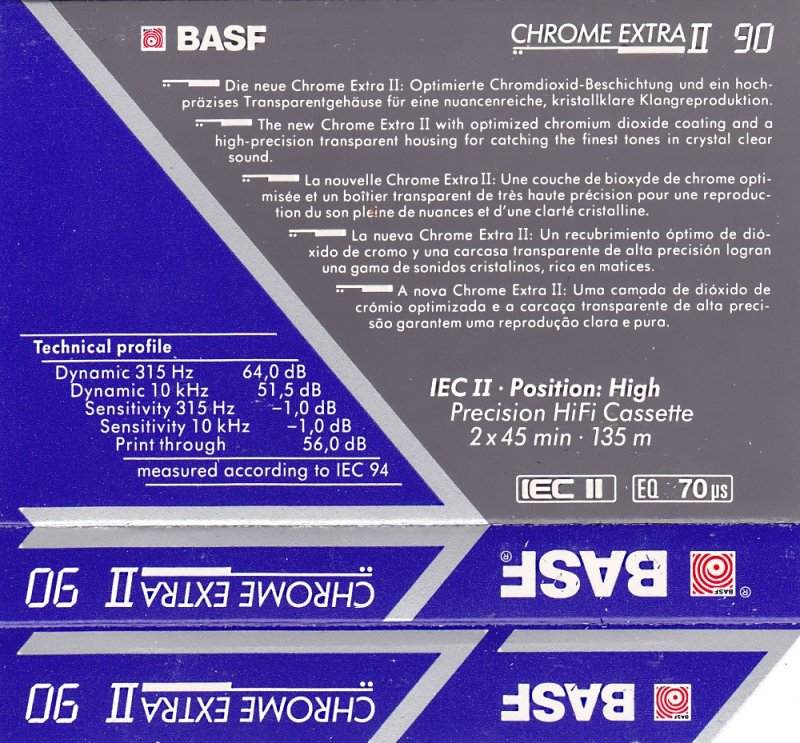 BASF
CHROME EXTRA II 90
Die neue Chrome Extra II: Optimierte Chromdioxid-Beschichtung und ein hoch-
präzises Transparentgehäuse für eine nuancenreiche, kristallklare Klangreproduktion.
The new Chrome Extra II with optimized chromium dioxide coating and a
high-precision transparent housing for catching the finest tones in crystal clear
sound.
La nouvelle Chrome Extra II: Une couche de bioxyde de chrome opti-
misée et un boîtier transparent de très haute précision pour une reproduc-
tion du son pleine de nuances et d'une clarté cristalline.
La nueva Chrome Extra II: Un recubrimiento óptimo de dió-
xido de cromo y una carcasa transparente de alta precisión logran
una gama de sonidos cristalinos, rica en matices.
A nova Chrome Extra II: Uma camada de dióxido de
crómio optimizada e a carcaça transparente de alta preci-
são garantem uma reprodução clara e pura.
Technical profile
Dynamic 315 Hz 64,0 dB
Dynamic 10 kHz 51,5 dB
Sensitivity 315 Hz –1,0 dB
Sensitivity 10 kHz –1,0 dB
Print through 56,0 dB
measured according to IEC 94
IEC II · Position: High
Precision HiFi Cassette
2 x 45 min · 135 m
IEC II
EQ 70 µs
BASF ® BASF ®
CHROME EXTRA II 90
BASF BASF
CHROME EXTRA II 90